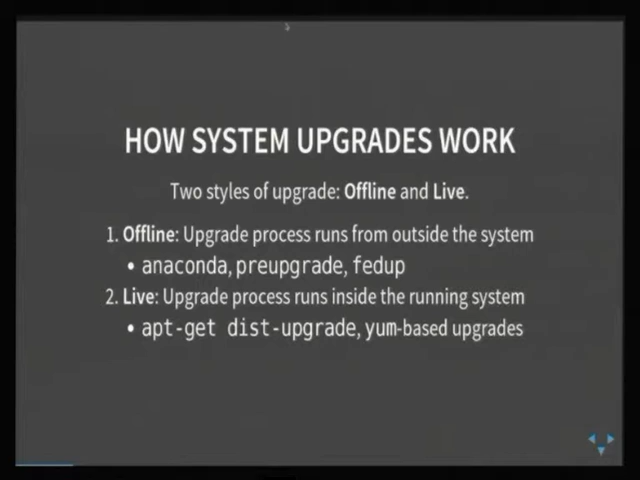 HOW SYSTEM UPGRADES WORK
Two styles of upgrade: Offline and Live.
1. Offline: Upgrade process runs from outside the system
• anaconda, preupgrade, fedup
2. Live: Upgrade process runs inside the running system
• apt-get dist-upgrade, yum-based upgrades